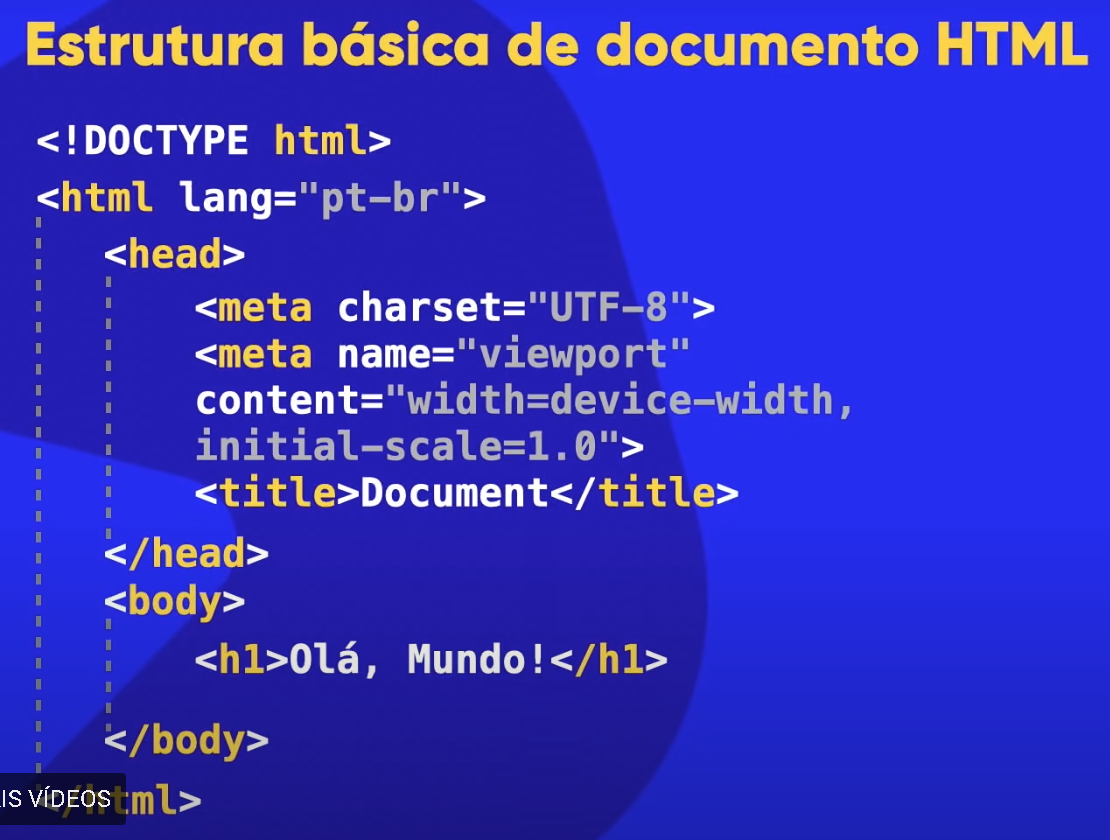 Estrutura básica de documento HTML
<!DOCTYPE html>
<html lang="pt-br">
<head>
<meta charset="UTF-8">
<meta name="viewport"
content="width=device-width,
initial-scale=1.0">
<title>Document</title>
</head>
<body>
<h1>Olá, Mundo!</h1>
</body>
</html>
IS VÍDEOS